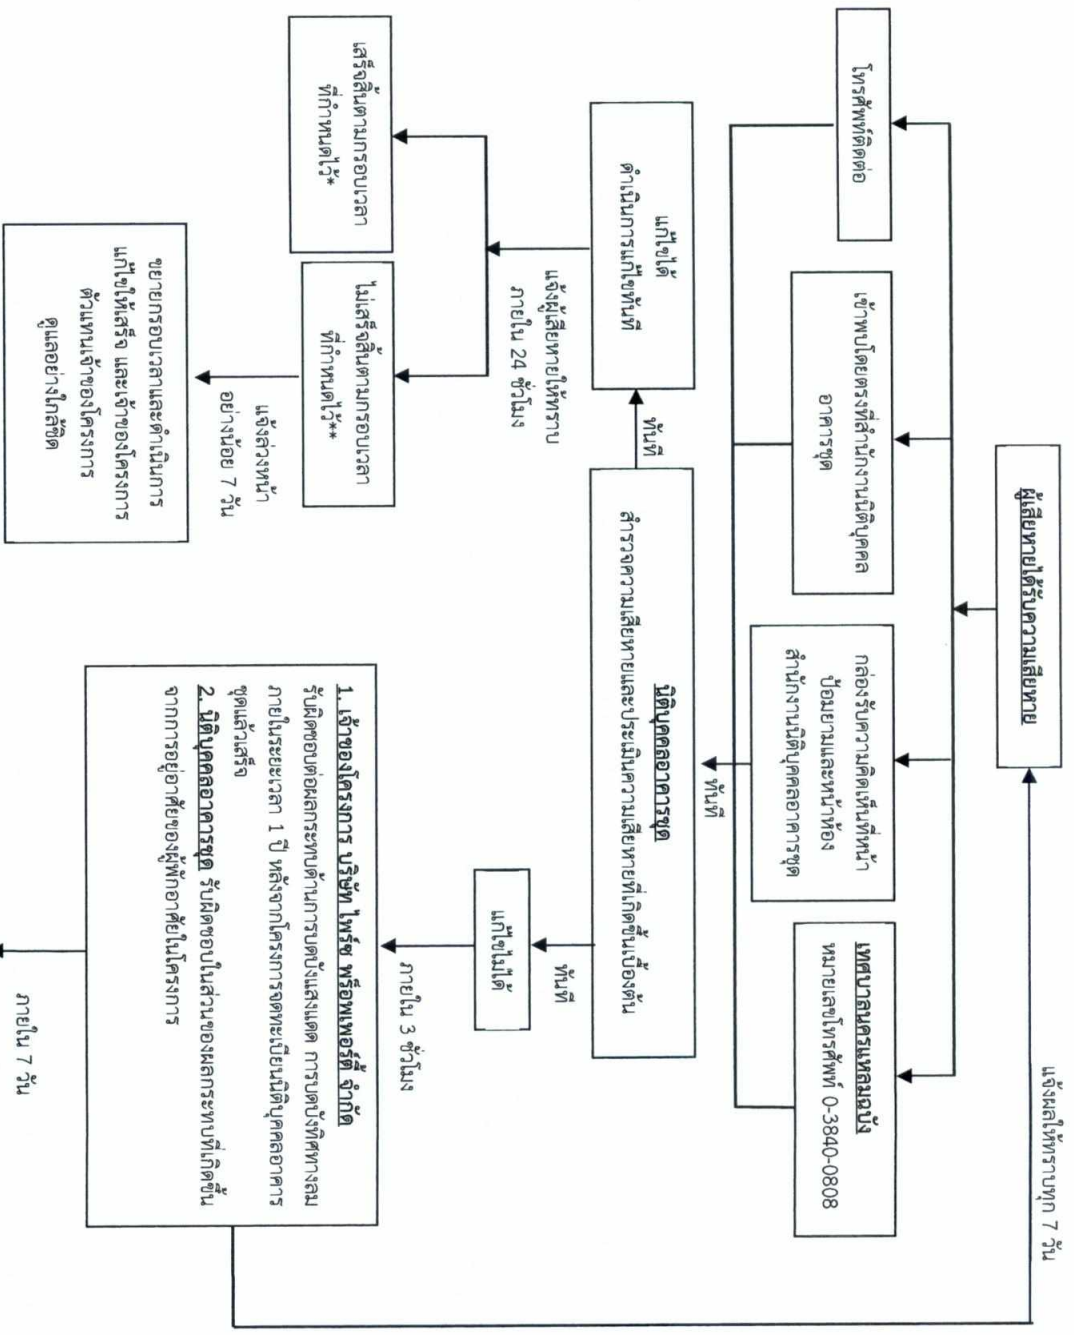 ผู้เสียหายได้รับความเสียหาย
แจ้งผลให้ทราบทุก 7 วัน
โทรศัพท์ติดต่อ
เข้าพบโดยตรงที่สำนักงานนิติบุคคล
อาคารชุด
กล่องรับความคิดเห็นที่หน้า
ป้อมยามและหน้าห้อง
สำนักงานนิติบุคคลอาคารชุด
เทศบาลนครแหลมฉบัง
หมายเลขโทรศัพท์ 0-3840-0808
ทันที
นิติบุคคลอาคารชุด
สำรวจความเสียหายและประเมินความเสียหายที่เกิดขึ้นเบื้องต้น
ทันที
แก้ไขได้
ดำเนินการแก้ไขทันที
แจ้งผู้เสียหายให้ทราบ
ภายใน 24 ชั่วโมง
ทันที
แก้ไขไม่ได้
ภายใน 3 ชั่วโมง
เสร็จสิ้นตามกรอบเวลา
ที่กำหนดไว้*
ไม่เสร็จสิ้นตามกรอบเวลา
ที่กำหนดไว้**
แจ้งล่วงหน้า
อย่างน้อย 7 วัน
ขยายกรอบเวลาและดำเนินการ
แก้ไขให้เสร็จ และเจ้าของโครงการ
ตัวแทนเจ้าของโครงการ
ดูแลอย่างใกล้ชิด
1. เจ้าของโครงการ บริษัท ไพร์ซ พร็อพเพอร์ตี้ จำกัด
รับผิดชอบต่อผลกระทบด้านการบดบังแสงแดด การบดบังทิศทางลม
ภายในระยะเวลา 1 ปี หลังจากโครงการจดทะเบียนนิติบุคคลอาคาร
ชุดแล้วเสร็จ
2. นิติบุคคลอาคารชุด รับผิดชอบในส่วนของผลกระทบที่เกิดขึ้น
จากการอยู่อาศัยของผู้พักอาศัยในโครงการ
ภายใน 7 วัน